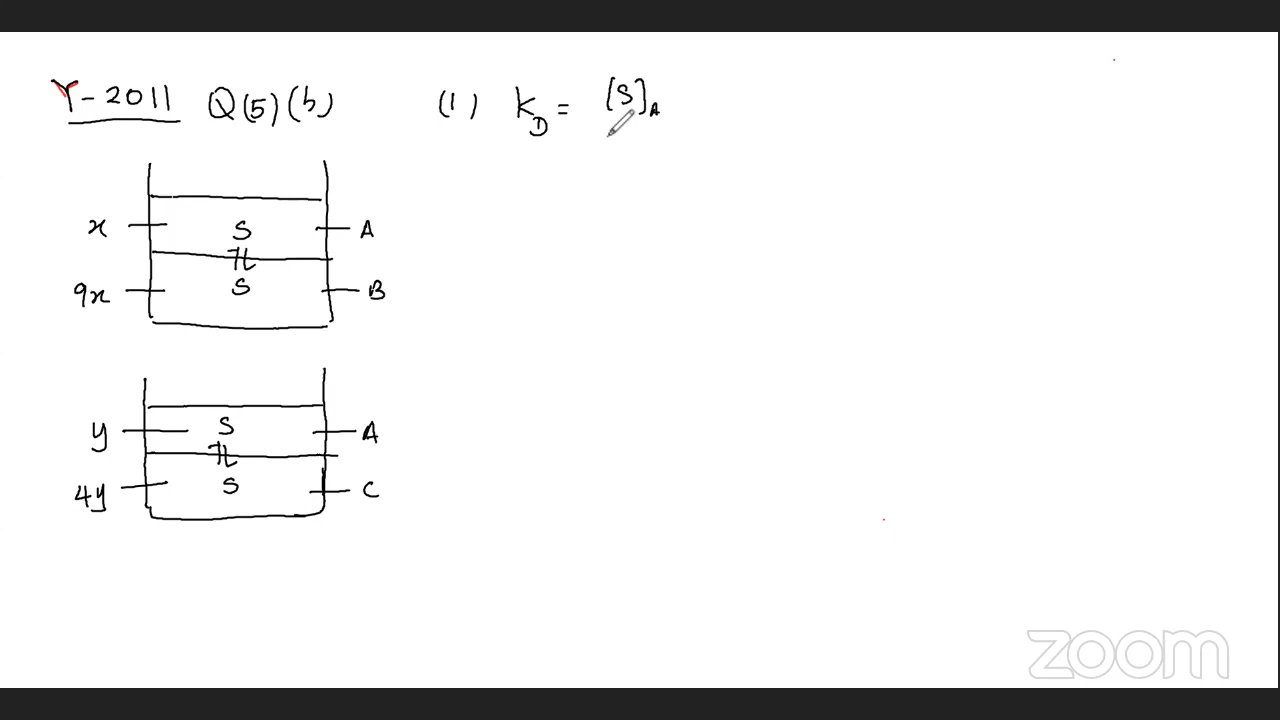 Y-2011 Q(5)(b) (1) K_D = [S]_A
x S A
⇅
9x S B
y S A
⇅
4y S C
zoom